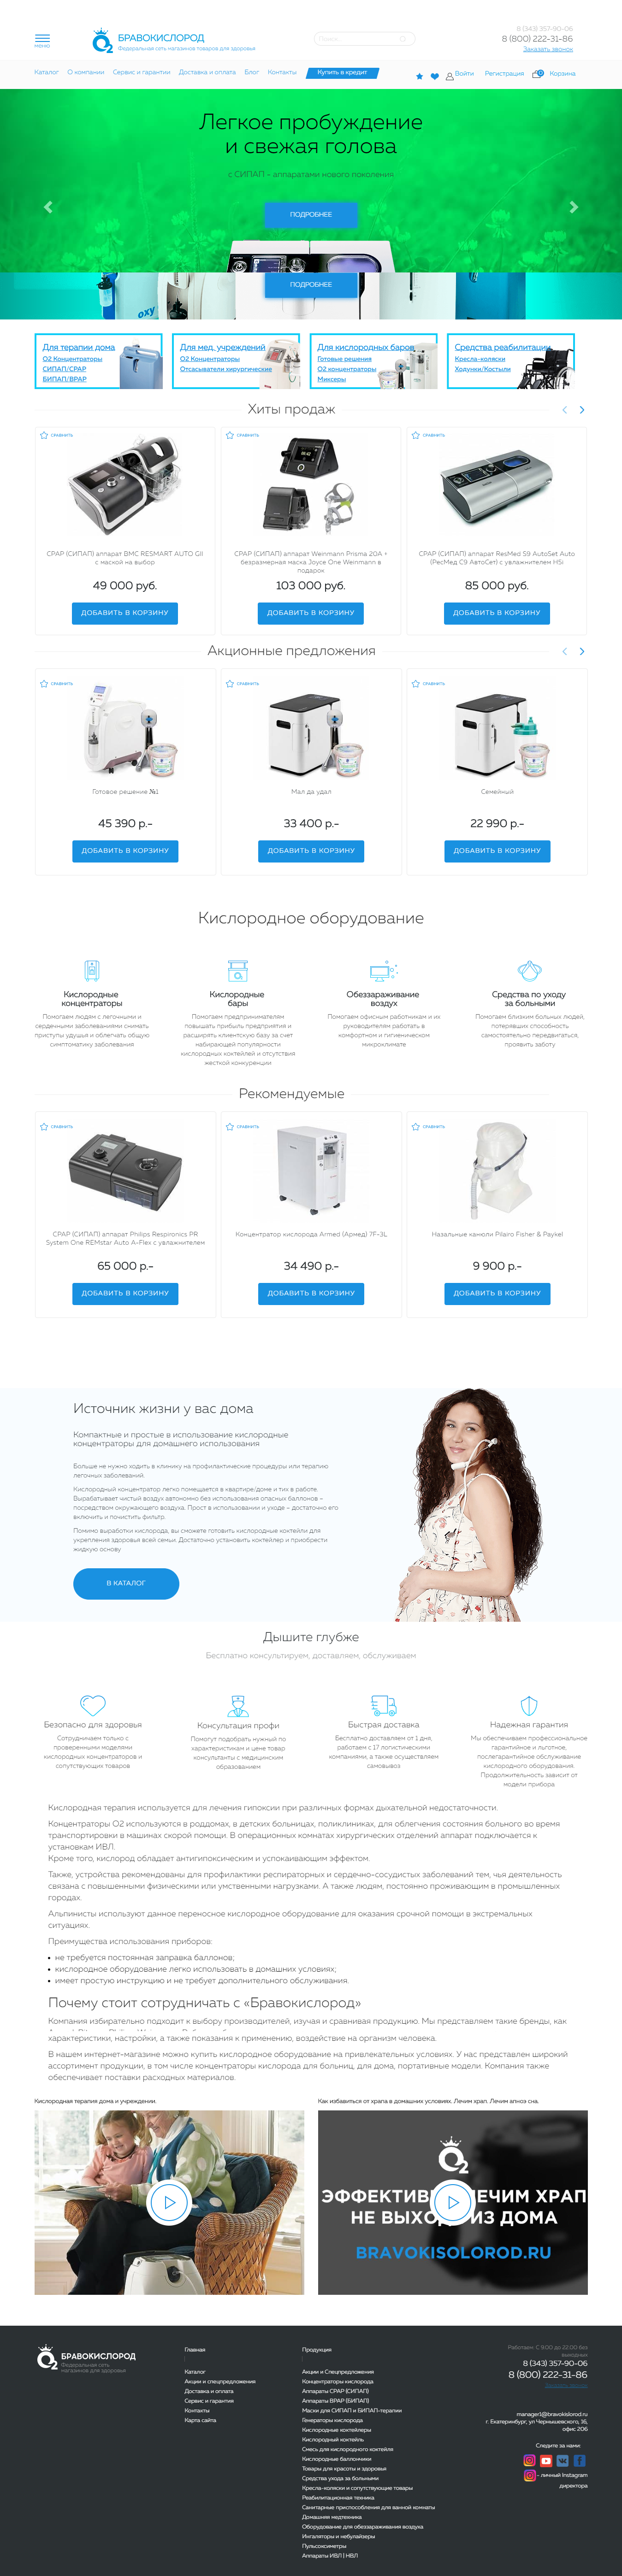 МЕНЮ
БРАВОКИСЛОРОД
Федеральная сеть магазинов товаров для здоровья
Поиск...
8 (343) 357-90-06
8 (800) 222-31-86
Заказать звонок
Каталог О компании Сервис и гарантии Доставка и оплата Блог Контакты Купить в кредит Войти Регистрация 0 Корзина
Легкое пробуждение
и свежая голова
с СИПАП - аппаратами нового поколения
ПОДРОБНЕЕ
ПОДРОБНЕЕ
oxy
Для терапии дома
О2 Концентраторы
СИПАП/CPAP
БИПАП/BPAP
Для мед. учреждений
О2 Концентраторы
Отсасыватели хирургические
Для кислородных баров
Готовые решения
О2 концентраторы
Миксеры
Средства реабилитации
Кресла-коляски
Ходунки/Костыли
Хиты продаж
СРАВНИТЬ
СРАВНИТЬ
СРАВНИТЬ
CPAP (СИПАП) аппарат BMC RESMART AUTO GII
с маской на выбор
CPAP (СИПАП) аппарат Weinmann Prisma 20A +
безразмерная маска Joyce One Weinmann в
подарок
CPAP (СИПАП) аппарат ResMed S9 AutoSet Auto
(РесМед С9 АвтоСет) с увлажнителем H5i
49 000 руб.
103 000 руб.
85 000 руб.
ДОБАВИТЬ В КОРЗИНУ
ДОБАВИТЬ В КОРЗИНУ
ДОБАВИТЬ В КОРЗИНУ
Акционные предложения
СРАВНИТЬ
СРАВНИТЬ
СРАВНИТЬ
Готовое решение №1
Мал да удал
Семейный
45 390 р.-
33 400 р.-
22 990 р.-
ДОБАВИТЬ В КОРЗИНУ
ДОБАВИТЬ В КОРЗИНУ
ДОБАВИТЬ В КОРЗИНУ
Кислородное оборудование
Кислородные
концентраторы
Помогаем людям с легочными и
сердечными заболеваниями снимать
приступы удушья и облегчать общую
симптоматику заболевания
Кислородные
бары
Помогаем предпринимателям
повышать прибыль предприятия и
расширять клиентскую базу за счет
набирающей популярности
кислородных коктейлей и отсутствия
жесткой конкуренции
Обеззараживание
воздух
Помогаем офисным работникам и их
руководителям работать в
комфортном и гигиеническом
микроклимате
Средства по уходу
за больными
Помогаем близким больных людей,
потерявших способность
самостоятельно передвигаться,
проявить заботу
Рекомендуемые
СРАВНИТЬ
СРАВНИТЬ
СРАВНИТЬ
CPAP (СИПАП) аппарат Philips Respironics PR
System One REMstar Auto A-Flex с увлажнителем
Концентратор кислорода Armed (Армед) 7F-3L
Назальные канюли Pilairo Fisher & Paykel
65 000 р.-
34 490 р.-
9 900 р.-
ДОБАВИТЬ В КОРЗИНУ
ДОБАВИТЬ В КОРЗИНУ
ДОБАВИТЬ В КОРЗИНУ
Источник жизни у вас дома
Компактные и простые в использование кислородные
концентраторы для домашнего использования
Больше не нужно ходить в клинику на профилактические процедуры или терапию
легочных заболеваний.
Кислородный концентратор легко помещается в квартире/доме и тих в работе.
Вырабатывает чистый воздух автономно без использования опасных баллонов –
посредством окружающего воздуха. Прост в использовании и уходе – достаточно его
включить и почистить фильтр.
Помимо выработки кислорода, вы сможете готовить кислородные коктейли для
укрепления здоровья всей семьи. Достаточно установить коктейлер и приобрести
жидкую основу
В КАТАЛОГ
Дышите глубже
Бесплатно консультируем, доставляем, обслуживаем
Безопасно для здоровья
Сотрудничаем только с
проверенными моделями
кислородных концентраторов и
сопутствующих товаров
Консультация профи
Помогут подобрать нужный по
характеристикам и цене товар
консультанты с медицинским
образованием
Быстрая доставка
Бесплатно доставляем от 1 дня,
работаем с 17 логистическими
компаниями, а также осуществляем
самовывоз
Надежная гарантия
Мы обеспечиваем профессиональное
гарантийное и льготное,
послегарантийное обслуживание
кислородного оборудования.
Продолжительность зависит от
модели прибора
Кислородная терапия используется для лечения гипоксии при различных формах дыхательной недостаточности.
Концентраторы О2 используются в роддомах, в детских больницах, поликлиниках, для облегчения состояния больного во время
транспортировки в машинах скорой помощи. В операционных комнатах хирургических отделений аппарат подключается к
установкам ИВЛ.
Кроме того, кислород обладает антигипоксическим и успокаивающим эффектом.
Также, устройства рекомендованы для профилактики респираторных и сердечно-сосудистых заболеваний тем, чья деятельность
связана с повышенными физическими или умственными нагрузками. А также людям, постоянно проживающим в промышленных
городах.
Альпинисты используют данное переносное кислородное оборудование для оказания срочной помощи в экстремальных
ситуациях.
Преимущества использования приборов:
• не требуется постоянная заправка баллонов;
• кислородное оборудование легко использовать в домашних условиях;
• имеет простую инструкцию и не требует дополнительного обслуживания.
Почему стоит сотрудничать с «Бравокислород»
Компания избирательно подходит к выбору производителей, изучая и сравнивая продукцию. Мы представляем такие бренды, как
характеристики, настройки, а также показания к применению, воздействие на организм человека.
В нашем интернет-магазине можно купить кислородное оборудование на привлекательных условиях. У нас представлен широкий
ассортимент продукции, в том числе концентраторы кислорода для больниц, для дома, портативные модели. Компания также
обеспечивает поставки расходных материалов.
Кислородная терапия дома и учреждении.
Как избавиться от храпа в домашних условиях. Лечим храп. Лечим апноэ сна.
О2
ЭФФЕКТИВНО ЛЕЧИМ ХРАП
НЕ ВЫХОДЯ ИЗ ДОМА
BRAVOKISOLOROD.RU
БРАВОКИСЛОРОД
Федеральная сеть
магазинов для здоровья
Главная
Каталог
Акции и спецпредложения
Доставка и оплата
Сервис и гарантия
Контакты
Карта сайта
Продукция
Акции и Спецпредложения
Концентраторы кислорода
Аппараты CPAP (СИПАП)
Аппараты BPAP (БИПАП)
Маски для СИПАП и БИПАП-терапии
Генераторы кислорода
Кислородные коктейлеры
Кислородный коктейль
Смесь для кислородного коктейля
Кислородные баллончики
Товары для красоты и здоровья
Средства ухода за больными
Кресла-коляски и сопутствующие товары
Реабилитационная техника
Санитарные приспособления для ванной комнаты
Домашняя медтехника
Оборудование для обеззараживания воздуха
Ингаляторы и небулайзеры
Пульсоксиметры
Аппараты ИВЛ | НВЛ
Работаем: С 9:00 до 22:00 без
выходных
8 (343) 357-90-06
8 (800) 222-31-86
Заказать звонок
manager1@bravokislorod.ru
г. Екатеринбург, ул Чернышевского, 16,
офис 206
Следите за нами:
- личный Instagram
директора